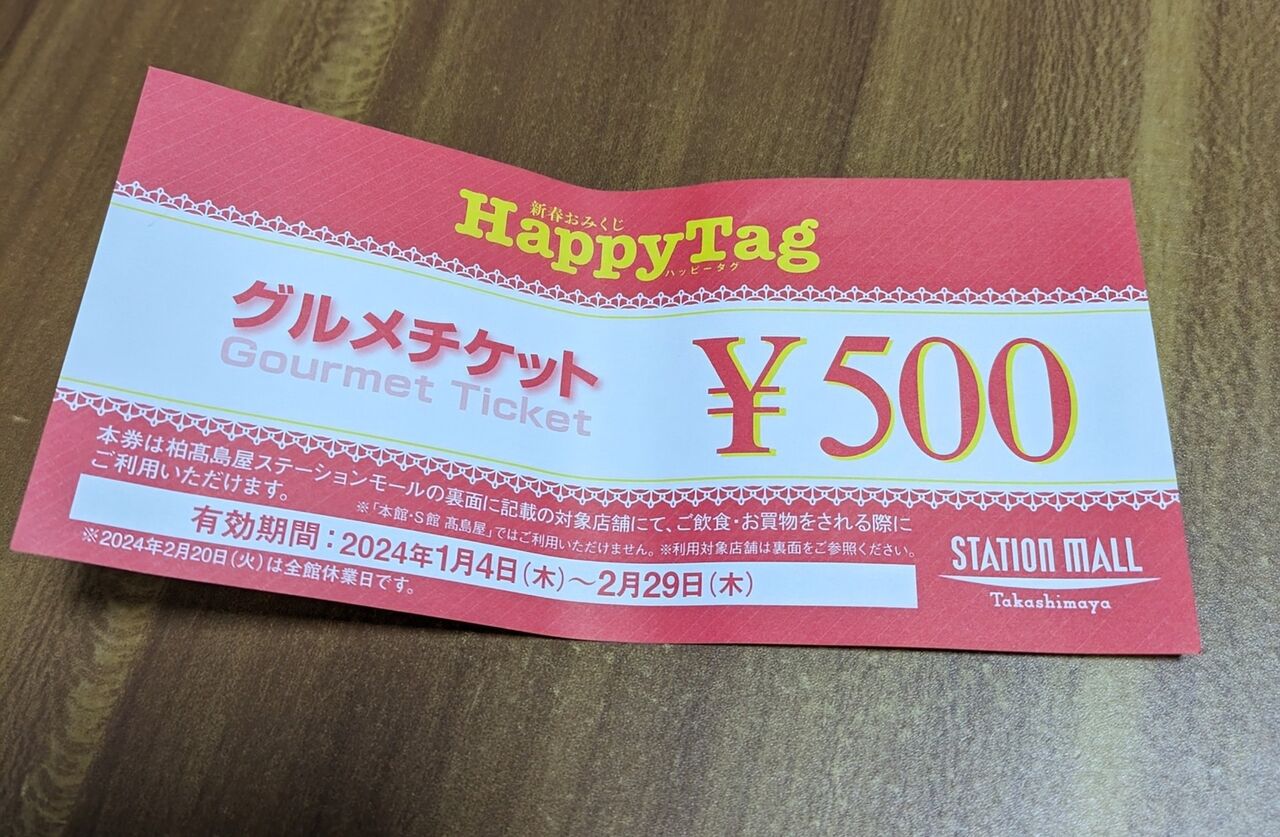 新春おみくじ
HappyTag
ハッピータグ
グルメチケット
Gourmet Ticket
¥500
本券は柏髙島屋ステーションモールの裏面に記載の対象店舗にて、ご飲食・お買物をされる際に
ご利用いただけます。
※「本館・S館 髙島屋」ではご利用いただけません。※利用対象店舗は裏面をご参照ください。
有効期間：2024年1月4日(木)～2月29日(木)
※2024年2月20日(火)は全館休業日です。
STATION MALL
Takashimaya